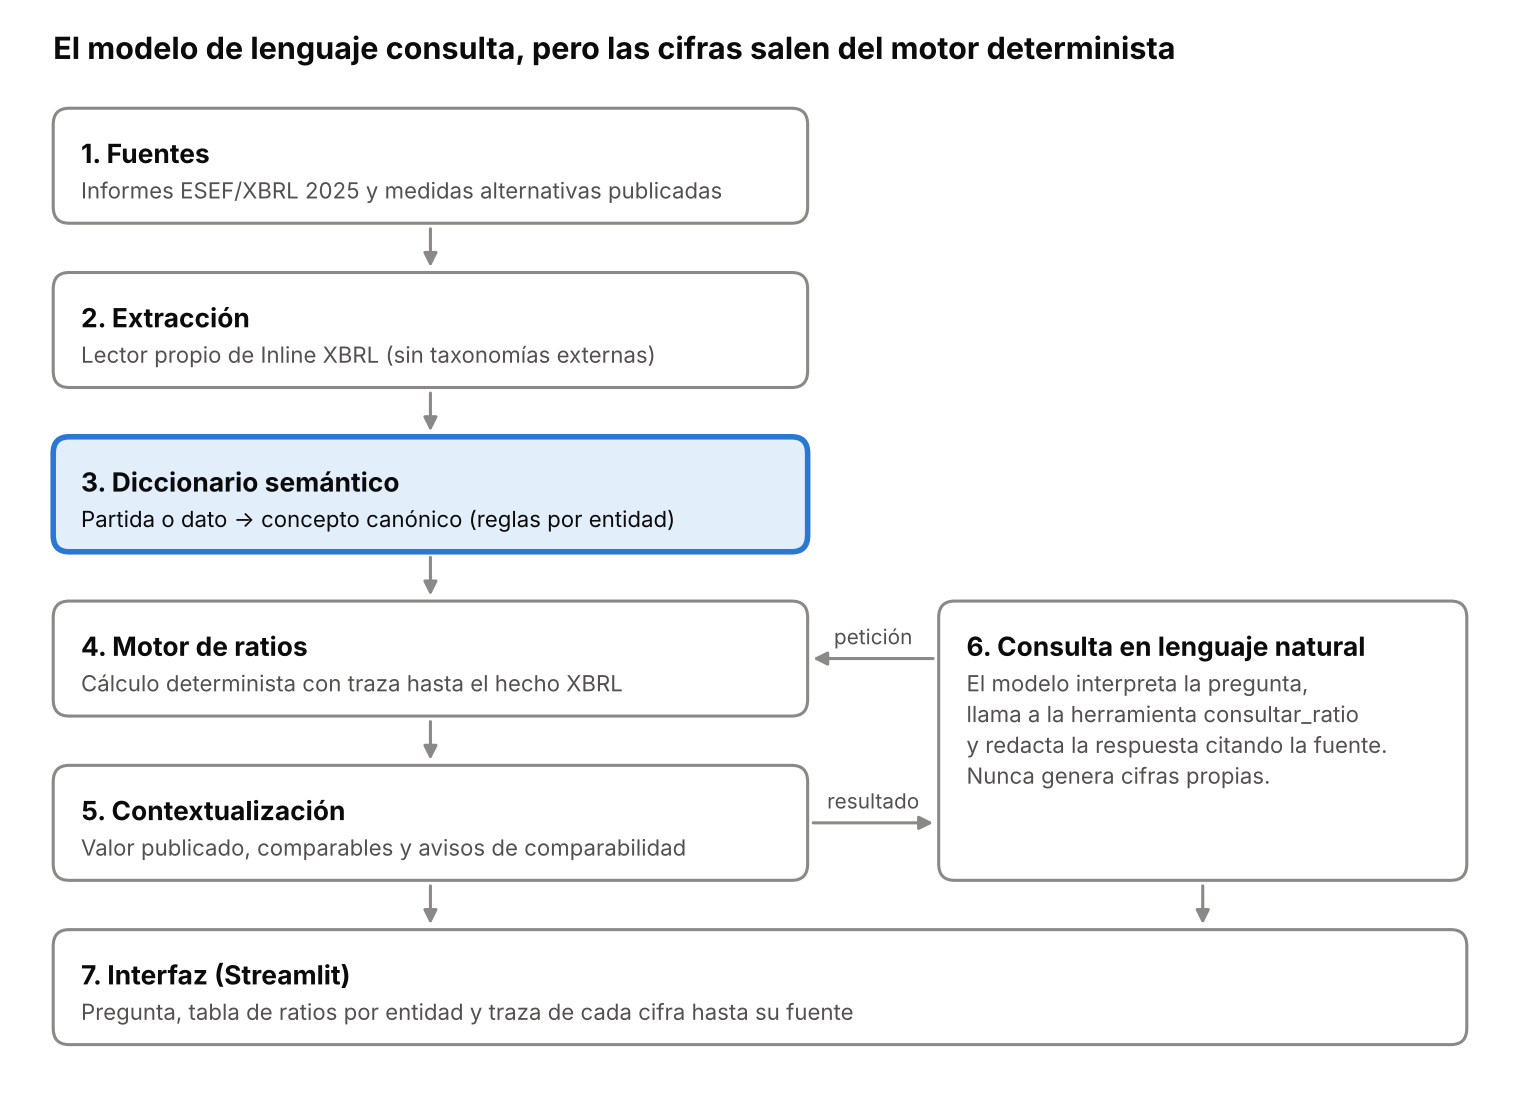 El modelo de lenguaje consulta, pero las cifras salen del motor determinista
1. Fuentes
Informes ESEF/XBRL 2025 y medidas alternativas publicadas
2. Extracción
Lector propio de Inline XBRL (sin taxonomías externas)
3. Diccionario semántico
Partida o dato → concepto canónico (reglas por entidad)
4. Motor de ratios
Cálculo determinista con traza hasta el hecho XBRL
petición
6. Consulta en lenguaje natural
El modelo interpreta la pregunta,
llama a la herramienta consultar_ratio
y redacta la respuesta citando la fuente.
Nunca genera cifras propias.
5. Contextualización
Valor publicado, comparables y avisos de comparabilidad
resultado
7. Interfaz (Streamlit)
Pregunta, tabla de ratios por entidad y traza de cada cifra hasta su fuente